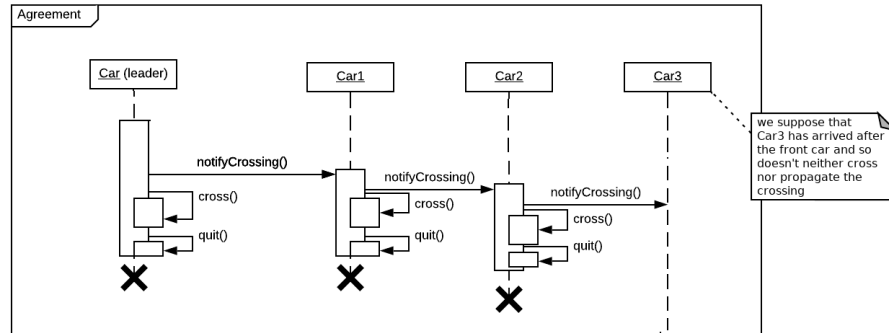 Agreement
Car (leader)
Car1
Car2
Car3
we suppose that
Car3 has arrived after
the front car and so
doesn't neither cross
nor propagate the
crossing
notifyCrossing()
notifyCrossing()
notifyCrossing()
cross()
cross()
cross()
quit()
quit()
quit()